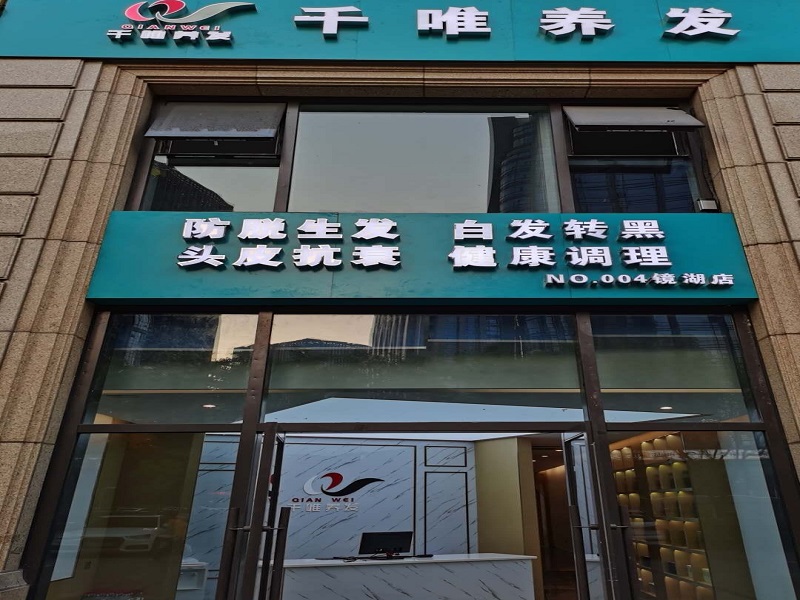 QIANWEI
千唯养发
千唯养发
防脱生发 白发转黑
头皮抗衰 健康调理
NO.004镜湖店
QIAN WEI
千唯养发